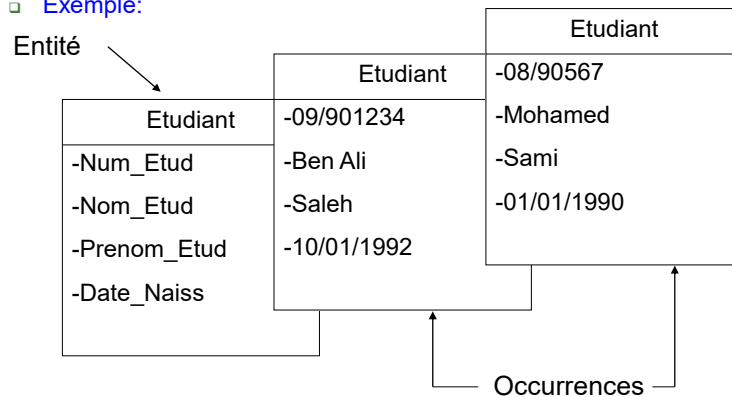 Exemple:
Entité
Etudiant
-Num_Etud
-Nom_Etud
-Prenom_Etud
-Date_Naiss
Etudiant
-09/901234
-Ben Ali
-Saleh
-10/01/1992
Etudiant
-08/90567
-Mohamed
-Sami
-01/01/1990
Occurrences